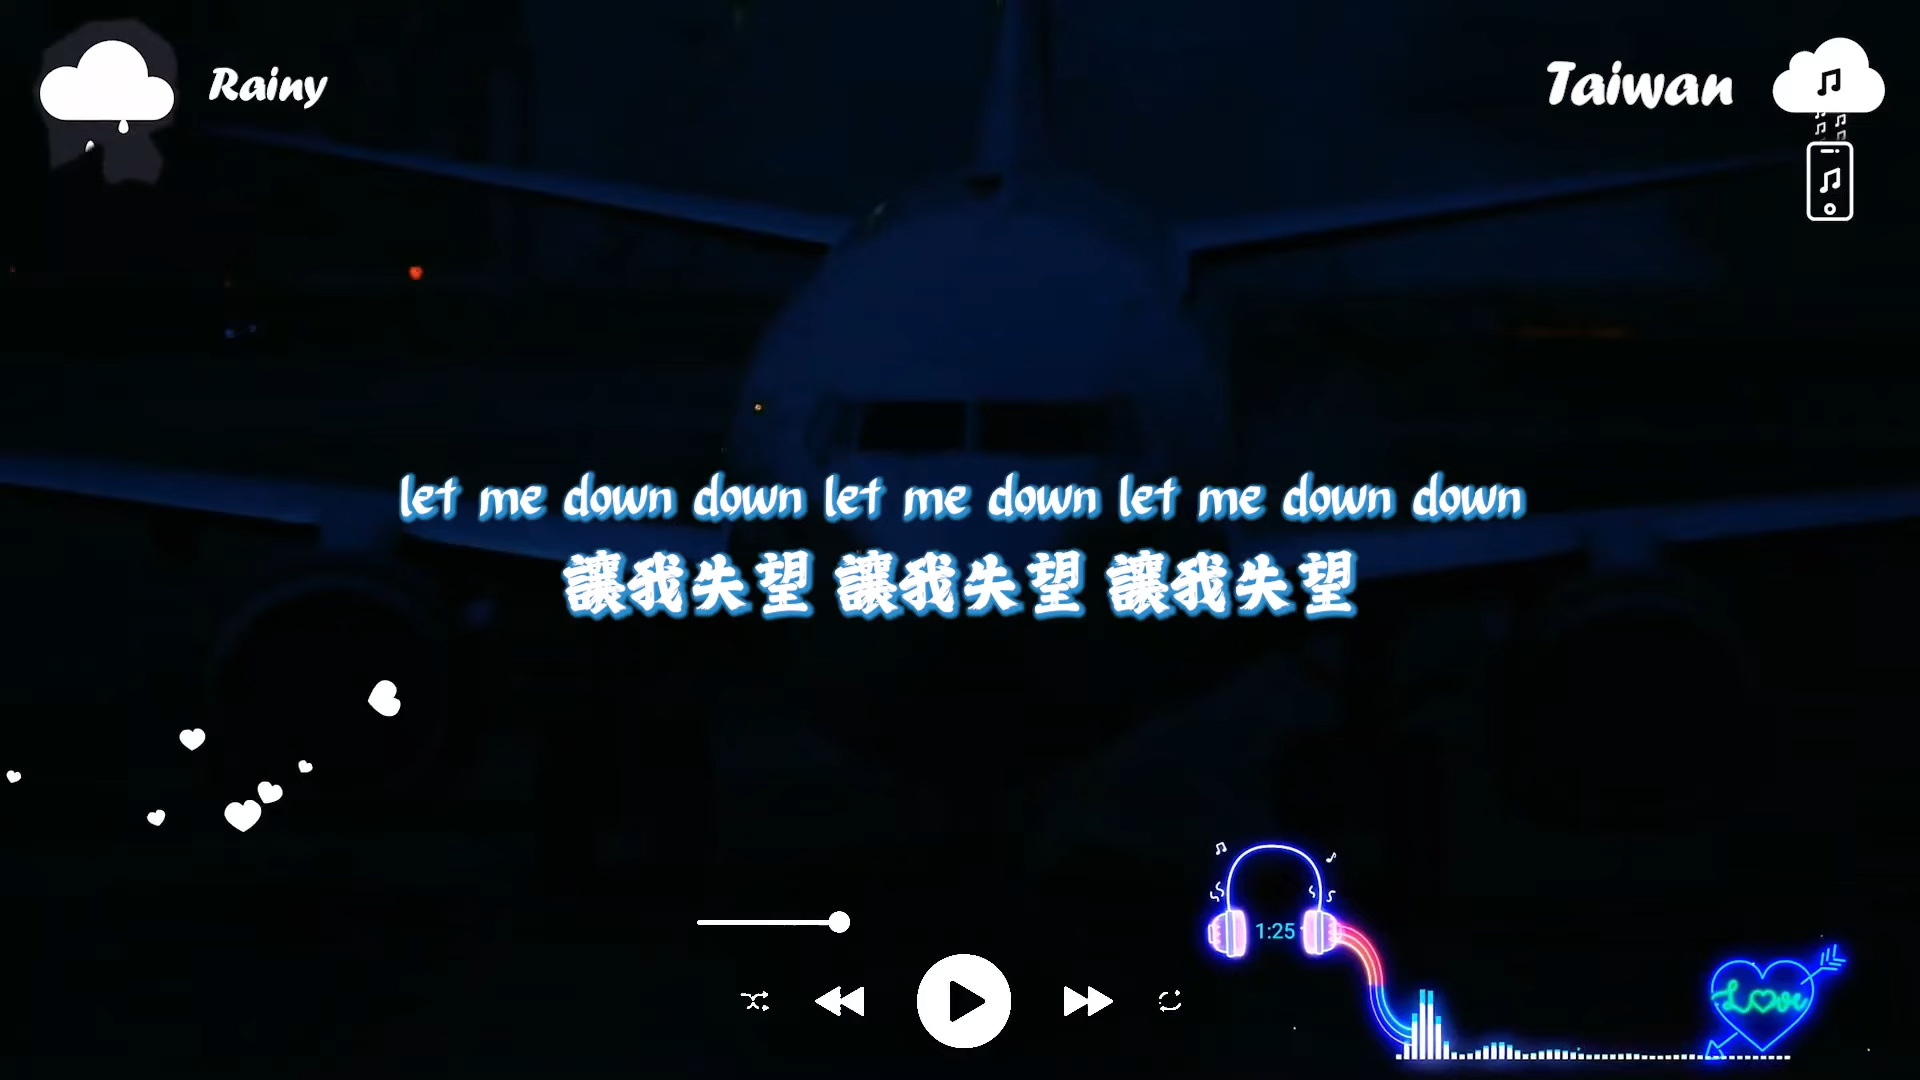 Rainy
Taiwan
let me down down let me down let me down down
讓我失望 讓我失望 讓我失望
1:25
Love